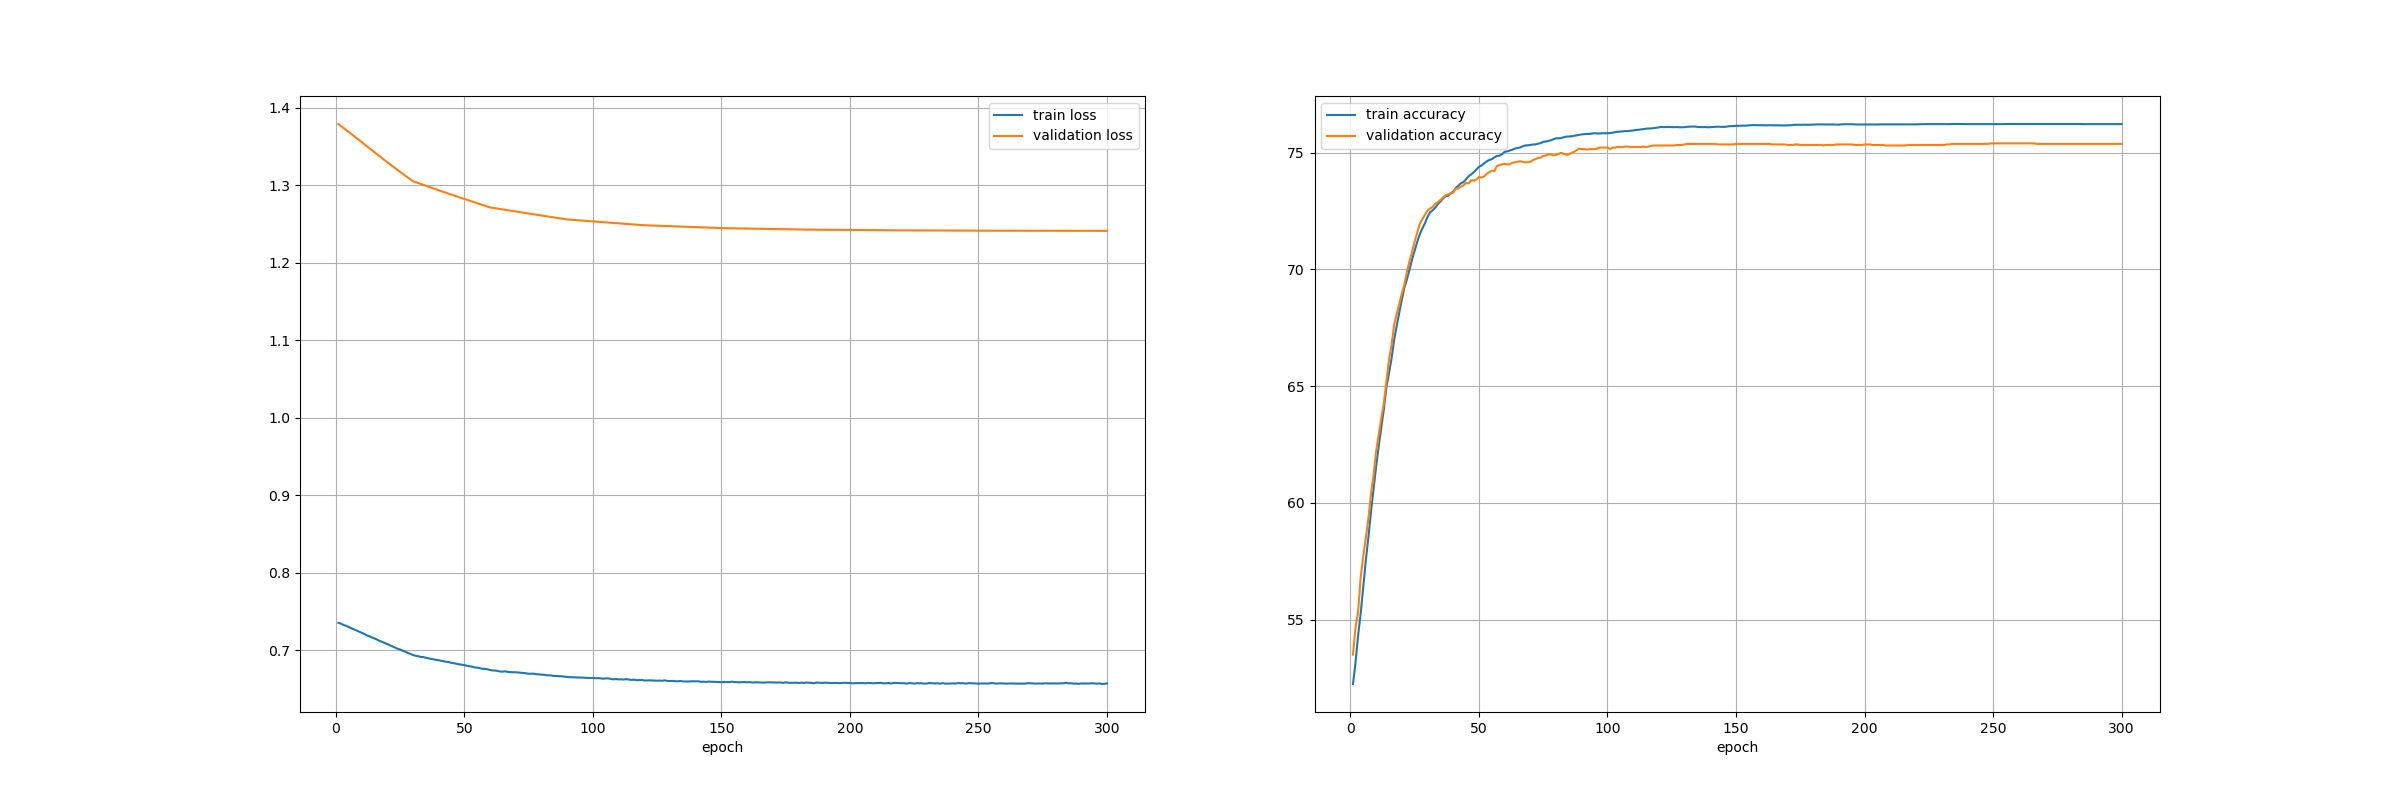 1.4
1.3
1.2
1.1
1.0
0.9
0.8
0.7
0 50 100 150 200 250 300
epoch
train loss
validation loss
75
70
65
60
55
0 50 100 150 200 250 300
epoch
train accuracy
validation accuracy